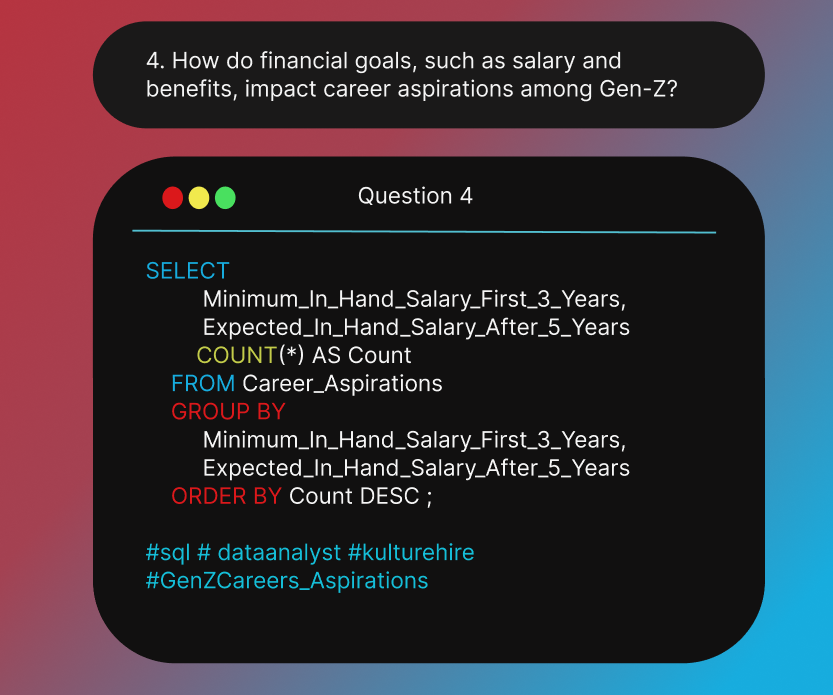 4. How do financial goals, such as salary and
benefits, impact career aspirations among Gen-Z?
Question 4
SELECT
Minimum_In_Hand_Salary_First_3_Years,
Expected_In_Hand_Salary_After_5_Years
COUNT(*) AS Count
FROM Career_Aspirations
GROUP BY
Minimum_In_Hand_Salary_First_3_Years,
Expected_In_Hand_Salary_After_5_Years
ORDER BY Count DESC ;
#sql # dataanalyst #kulturehire
#GenZCareers_Aspirations